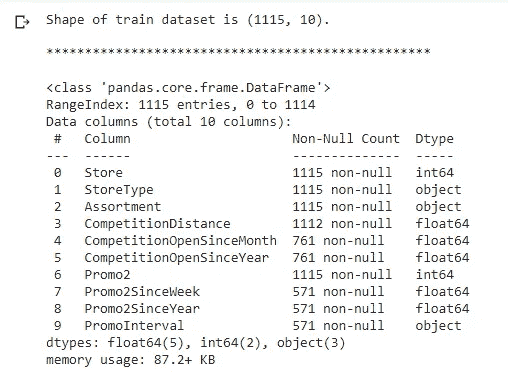 Shape of train dataset is (1115, 10).
**************************************************
<class 'pandas.core.frame.DataFrame'>
RangeIndex: 1115 entries, 0 to 1114
Data columns (total 10 columns):
 #   Column                     Non-Null Count  Dtype
---  ------                     --------------  -----
 0   Store                      1115 non-null   int64
 1   StoreType                  1115 non-null   object
 2   Assortment                 1115 non-null   object
 3   CompetitionDistance        1112 non-null   float64
 4   CompetitionOpenSinceMonth  761 non-null    float64
 5   CompetitionOpenSinceYear   761 non-null    float64
 6   Promo2                     1115 non-null   int64
 7   Promo2SinceWeek            571 non-null    float64
 8   Promo2SinceYear            571 non-null    float64
 9   PromoInterval              571 non-null    object
dtypes: float64(5), int64(2), object(3)
memory usage: 87.2+ KB